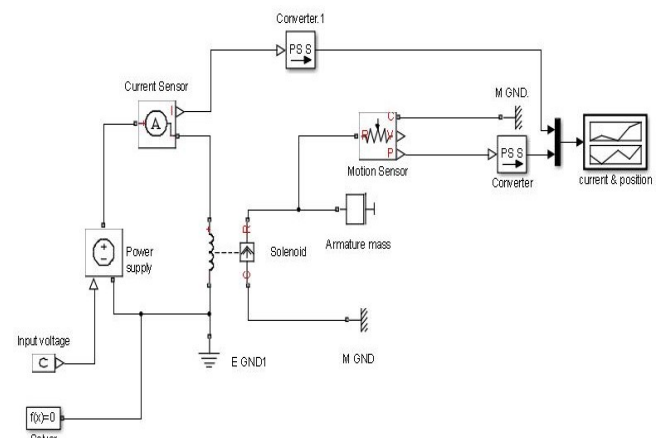 Converter.1
PS S
Current Sensor
I
A
M GND.
C
R
V
P
Motion Sensor
PS S
Converter
current & position
Power supply
R
Solenoid
C
Armature mass
Input voltage
C
E GND1
M GND
f(x)=0